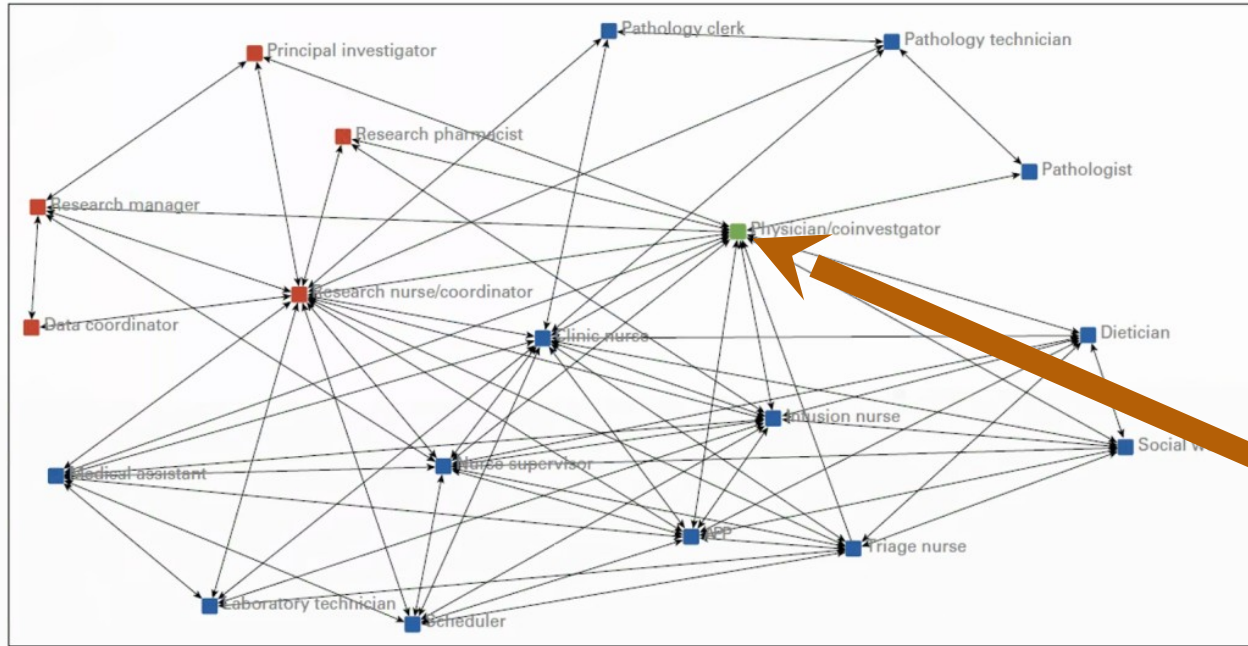 Pathology clerk
Pathology technician
Principal investigator
Research pharmacist
Pathologist
Research manager
Physician/coinvestgator
Research nurse/coordinator
Data coordinator
Clinic nurse
Dietician
Infusion nurse
Social w
Nurse supervisor
Medical assistant
APP
Triage nurse
Laboratory technician
Scheduler